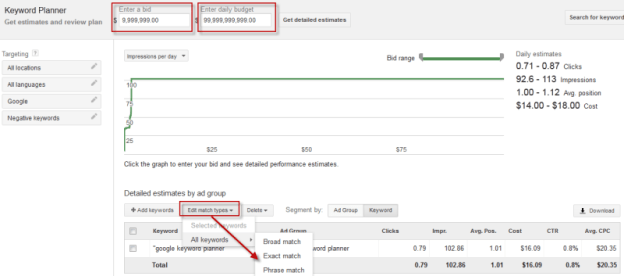 Keyword Planner
Get estimates and review plan
Enter a bid
$ 9,999,999.00
Enter daily budget
$ 99,999,999,999.00
Get detailed estimates
Search for keyword
Targeting ?
All locations
All languages
Google
Negative keywords
Impressions per day
Bid range
100
75
50
25
$25
$50
$75
Click the graph to enter your bid and see detailed performance estimates.
Daily estimates
0.71 - 0.87 Clicks
92.6 - 113 Impressions
1.00 - 1.12 Avg. position
$14.00 - $18.00 Cost
Detailed estimates by ad group
+ Add keywords
Edit match types
Delete
Segment by:
Ad Group
Keyword
Download
Selected keywords
All keywords
Broad match
Exact match
Phrase match
Keyword Ad Group Clicks Impr. Avg. Pos. Cost CTR Avg. CPC
"google keyword planner word planner 0.79 102.86 1.01 $16.09 0.8% $20.35
Total 0.79 102.86 1.01 $16.09 0.8% $20.35